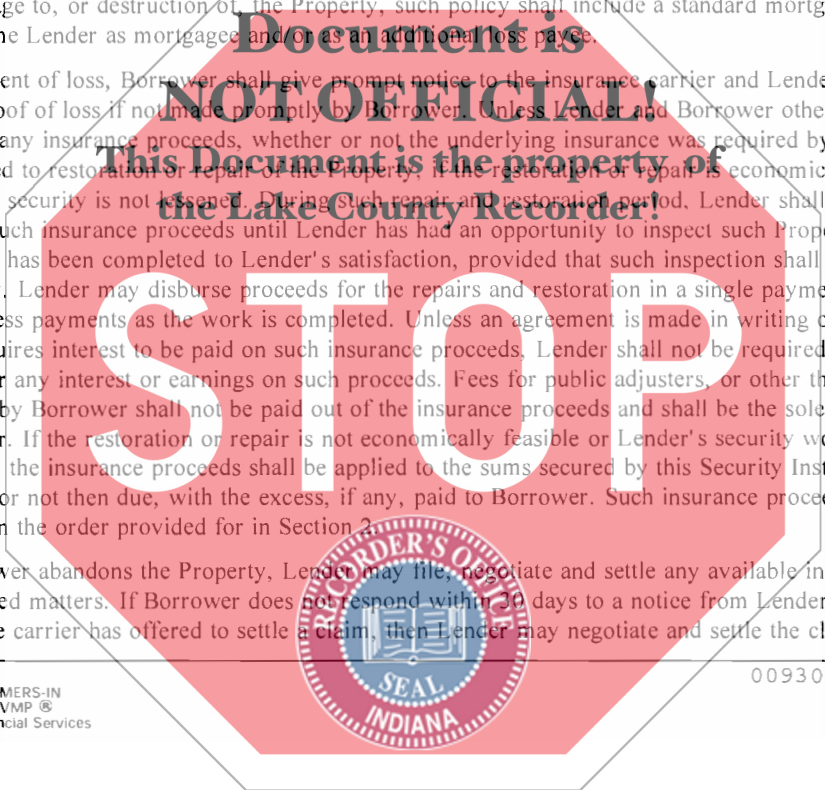 ge to, or destruction of, the Property, such policy shall include a standard mortg
Document is
e Lender as mortgagee and/or as an additional loss payee.
ent of loss, Borrower shall give prompt notice to the insurance carrier and Lende
NOT OFFICIAL!
oof of loss if not made promptly by Borrower. Unless Lender and Borrower othe
any insurance proceeds, whether or not the underlying insurance was required by
This Document is the property of
d to restoration or repair of the Property, if the restoration or repair is economic
the Lake County Recorder!
security is not lessened. During such repair and restoration period, Lender shall
uch insurance proceeds until Lender has had an opportunity to inspect such Prope
has been completed to Lender's satisfaction, provided that such inspection shall
. Lender may disburse proceeds for the repairs and restoration in a single payme
ess payments as the work is completed. Unless an agreement is made in writing o
STOP
uires interest to be paid on such insurance proceeds, Lender shall not be required
r any interest or earnings on such proceeds. Fees for public adjusters, or other th
by Borrower shall not be paid out of the insurance proceeds and shall be the sole
r. If the restoration or repair is not economically feasible or Lender's security wo
the insurance proceeds shall be applied to the sums secured by this Security Inst
or not then due, with the excess, if any, paid to Borrower. Such insurance procee
n the order provided for in Section 2.
wer abandons the Property, Lender may file, negotiate and settle any available in
ed matters. If Borrower does not respond within 30 days to a notice from Lender
e carrier has offered to settle a claim, then Lender may negotiate and settle the cl
RECORDER'S OFFICE
SEAL
INDIANA
00930
MERS-IN
VMP ®
ncial Services